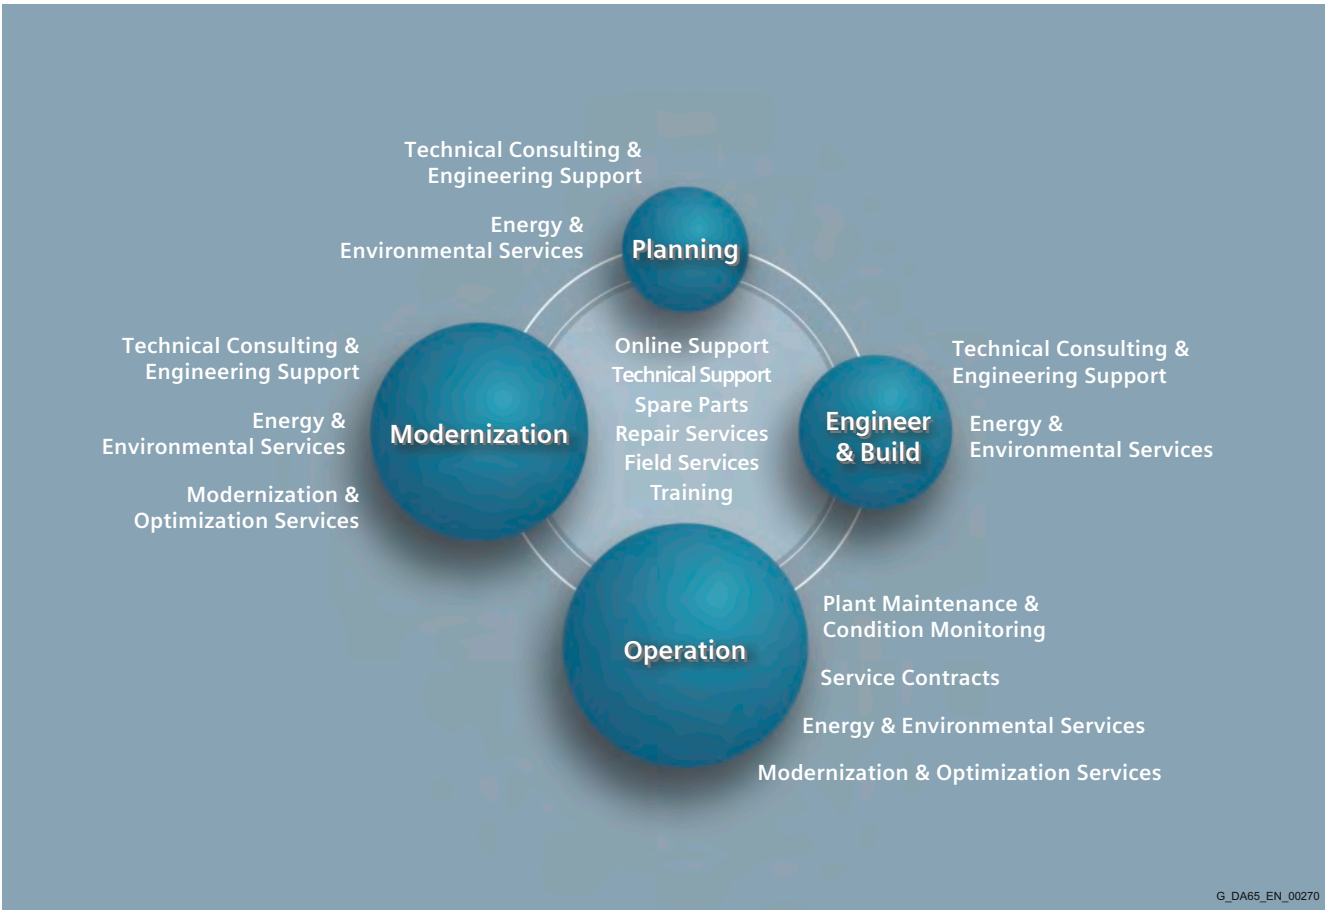 Technical Consulting &
Engineering Support
Energy &
Environmental Services
Planning
Technical Consulting &
Engineering Support
Energy &
Environmental Services
Modernization &
Optimization Services
Modernization
Online Support
Technical Support
Spare Parts
Repair Services
Field Services
Training
Engineer
& Build
Technical Consulting &
Engineering Support
Energy &
Environmental Services
Operation
Plant Maintenance &
Condition Monitoring
Service Contracts
Energy & Environmental Services
Modernization & Optimization Services
G_DA65_EN_00270